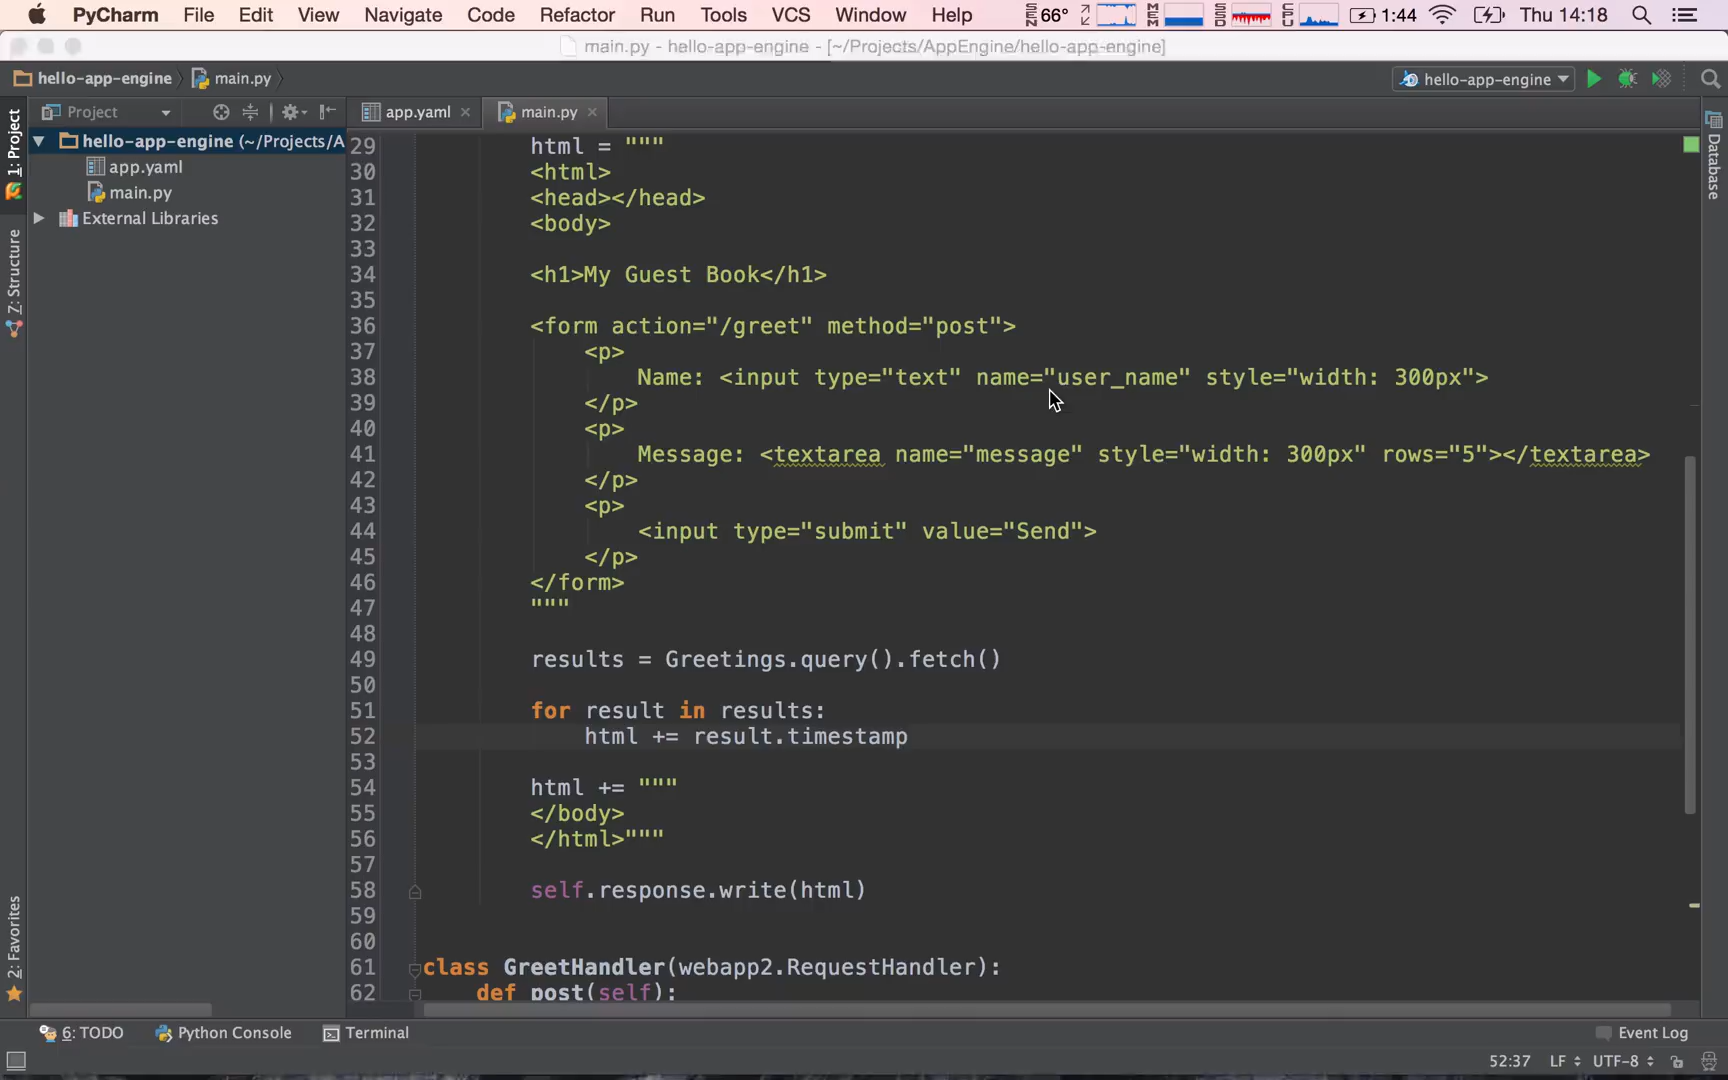 PyCharm File Edit View Navigate Code Refactor Run Tools VCS Window Help SEN 66° MEM SSD CPU 1:44 Thu 14:18
main.py - hello-app-engine - [~/Projects/AppEngine/hello-app-engine]
hello-app-engine main.py hello-app-engine
Project app.yaml main.py
hello-app-engine (~/Projects/A
app.yaml
main.py
External Libraries
1: Project
7: Structure
2: Favorites
Database
29 html = """
30 <html>
31 <head></head>
32 <body>
33
34 <h1>My Guest Book</h1>
35
36 <form action="/greet" method="post">
37 <p>
38 Name: <input type="text" name="user_name" style="width: 300px">
39 </p>
40 <p>
41 Message: <textarea name="message" style="width: 300px" rows="5"></textarea>
42 </p>
43 <p>
44 <input type="submit" value="Send">
45 </p>
46 </form>
47 """
48
49 results = Greetings.query().fetch()
50
51 for result in results:
52 html += result.timestamp
53
54 html += """
55 </body>
56 </html>"""
57
58 self.response.write(html)
59
60
61 class GreetHandler(webapp2.RequestHandler):
62 def post(self):
6: TODO Python Console Terminal Event Log
52:37 LF UTF-8